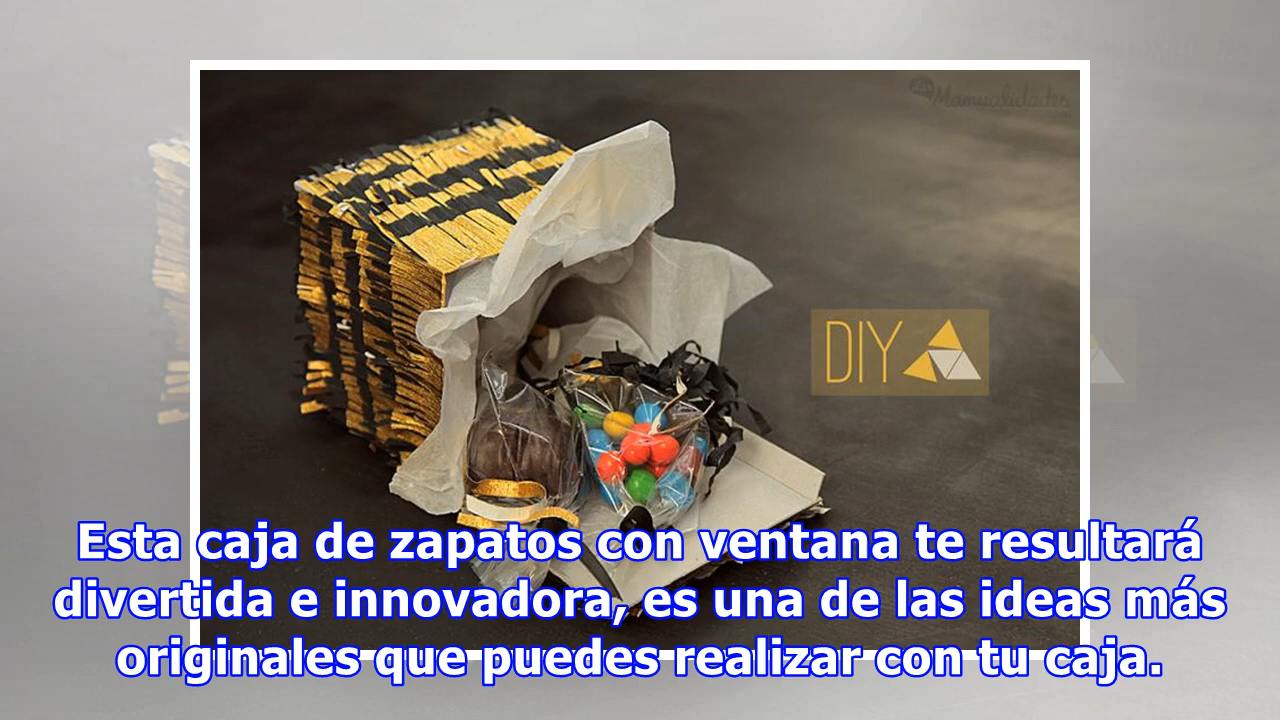 Manualidades
DIY
Esta caja de zapatos con ventana te resultará
divertida e innovadora, es una de las ideas más
originales que puedes realizar con tu caja.